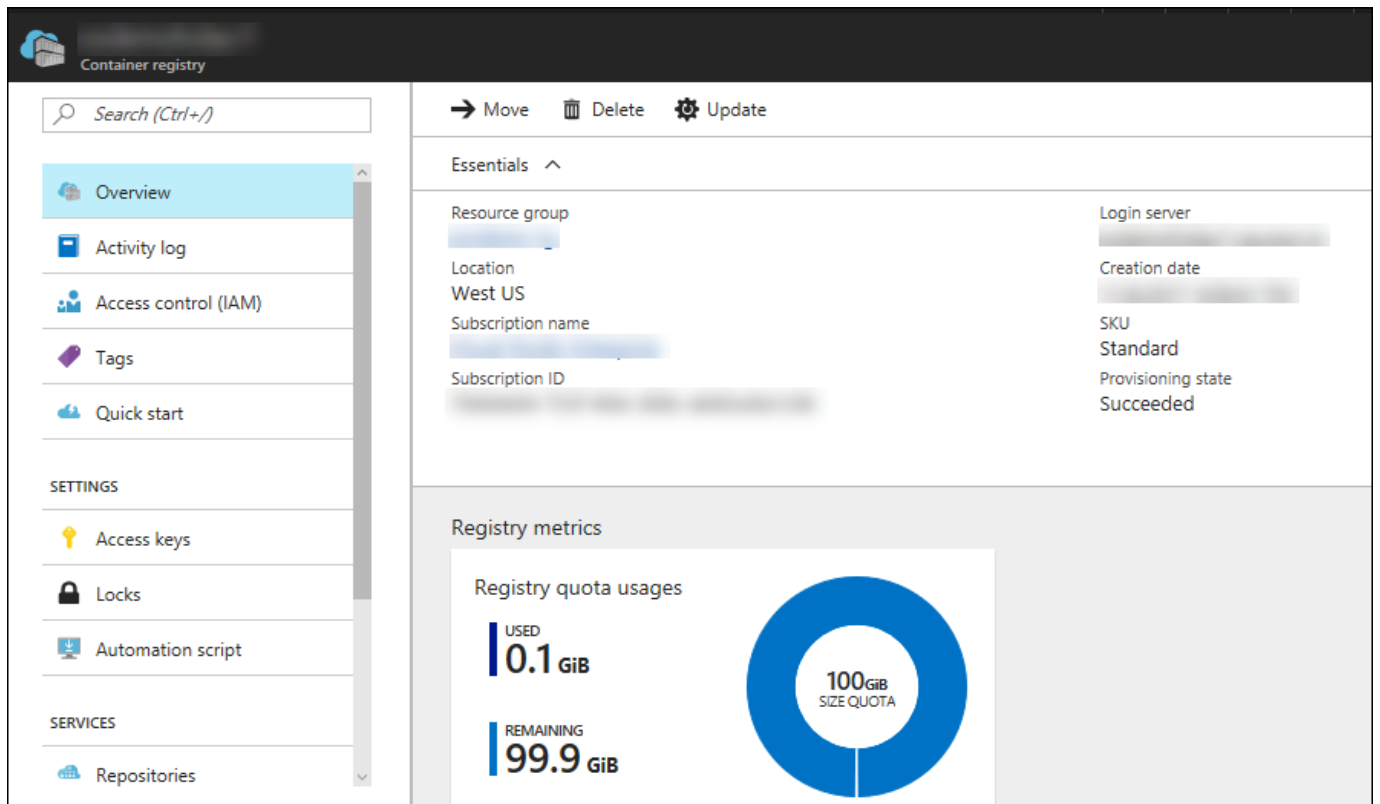 Container registry
Search (Ctrl+/)
Overview
Activity log
Access control (IAM)
Tags
Quick start
SETTINGS
Access keys
Locks
Automation script
SERVICES
Repositories
Move Delete Update
Essentials
Resource group
Location
West US
Subscription name
Subscription ID
Login server
Creation date
SKU
Standard
Provisioning state
Succeeded
Registry metrics
Registry quota usages
USED
0.1 GiB
REMAINING
99.9 GiB
100GiB
SIZE QUOTA